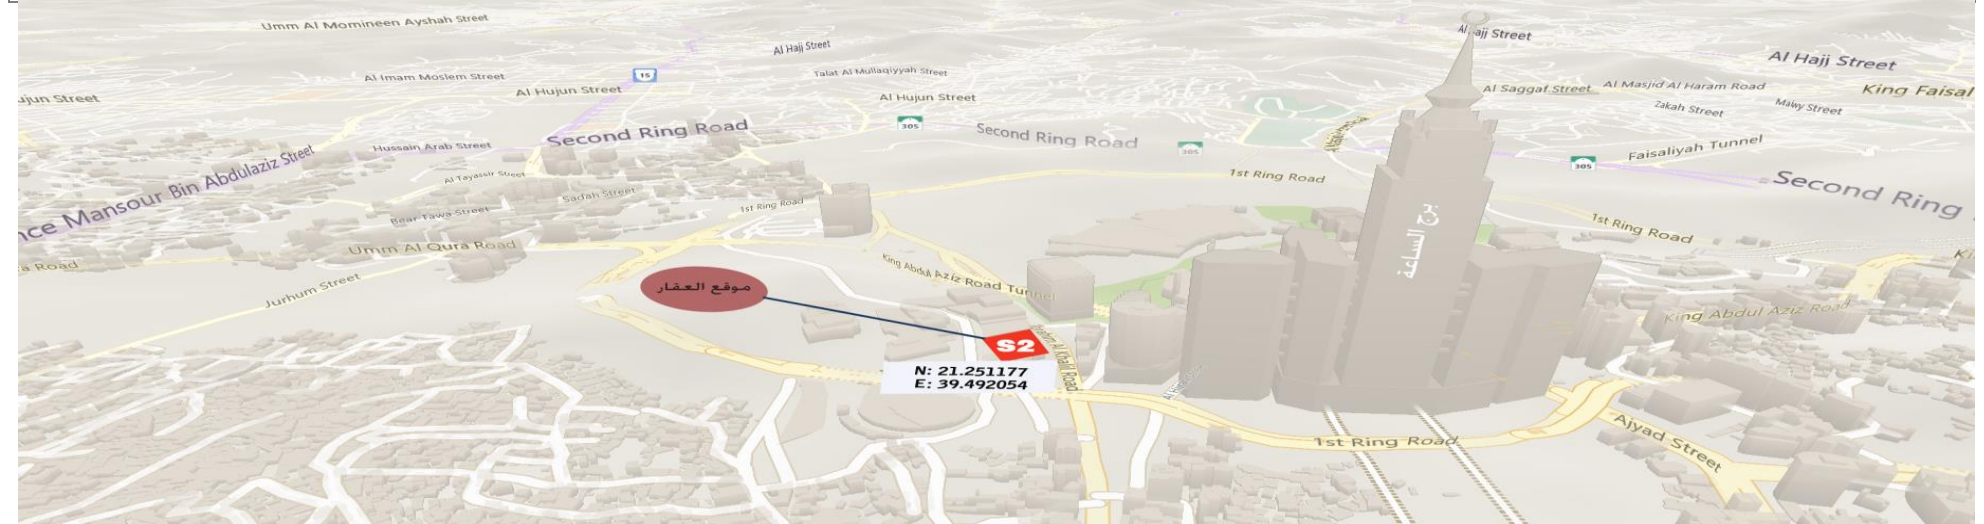 Umm Al Momineen Ayshah Street
Al Hajj Street
Al Hajj Street
Al Imam Moslem Street
15
Talat Al Mullaqiyyah Street
ujun Street
Al Hujun Street
Al Hujun Street
Al Saggaf Street
Al Masjid Al Haram Road
King Faisal
Zakah Street
Malwy Street
Second Ring Road
305
Second Ring Road
305
Faisaliyah Tunnel
305
Hussain Arab Street
nce Mansour Bin Abdulaziz Street
Al Tayassir Street
Sadah Street
1st Ring Road
Second Ring
Bear Tawa Street
1st Ring Road
1st Ring Road
Umm Al Qura Road
a Road
برج الساعة
King Abdul Aziz Road Tunnel
Ki
Jurhum Street
موقع العقار
King Abdul Aziz Road
S2
Ibrahim Al Khalil Road
N: 21.251177
E: 39.492054
1st Ring Road
Ajyad Street